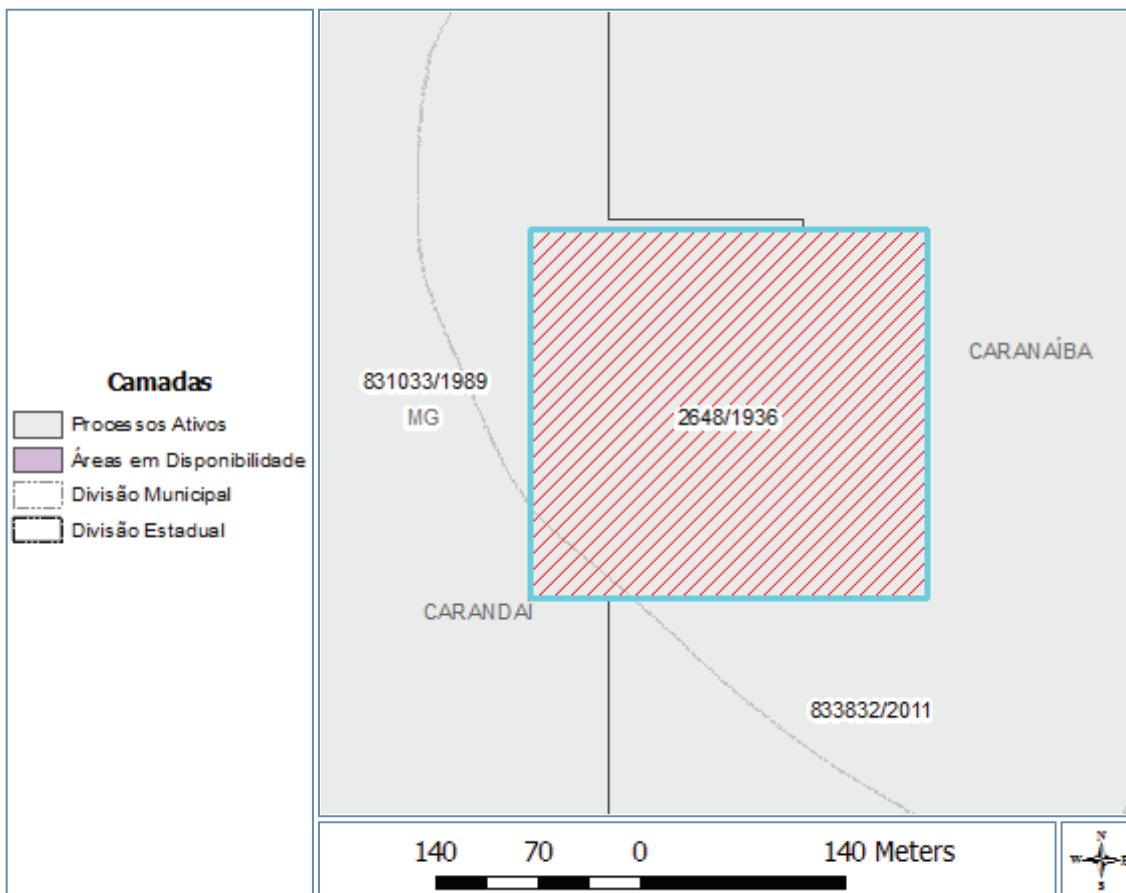 Camadas
Processos Ativos
Áreas em Disponibilidade
Divisão Municipal
Divisão Estadual
CARANAÍBA
831033/1989
MG
2648/1936
CARANDAÍ
833832/2011
140 70 0 140 Meters
N
W E
S